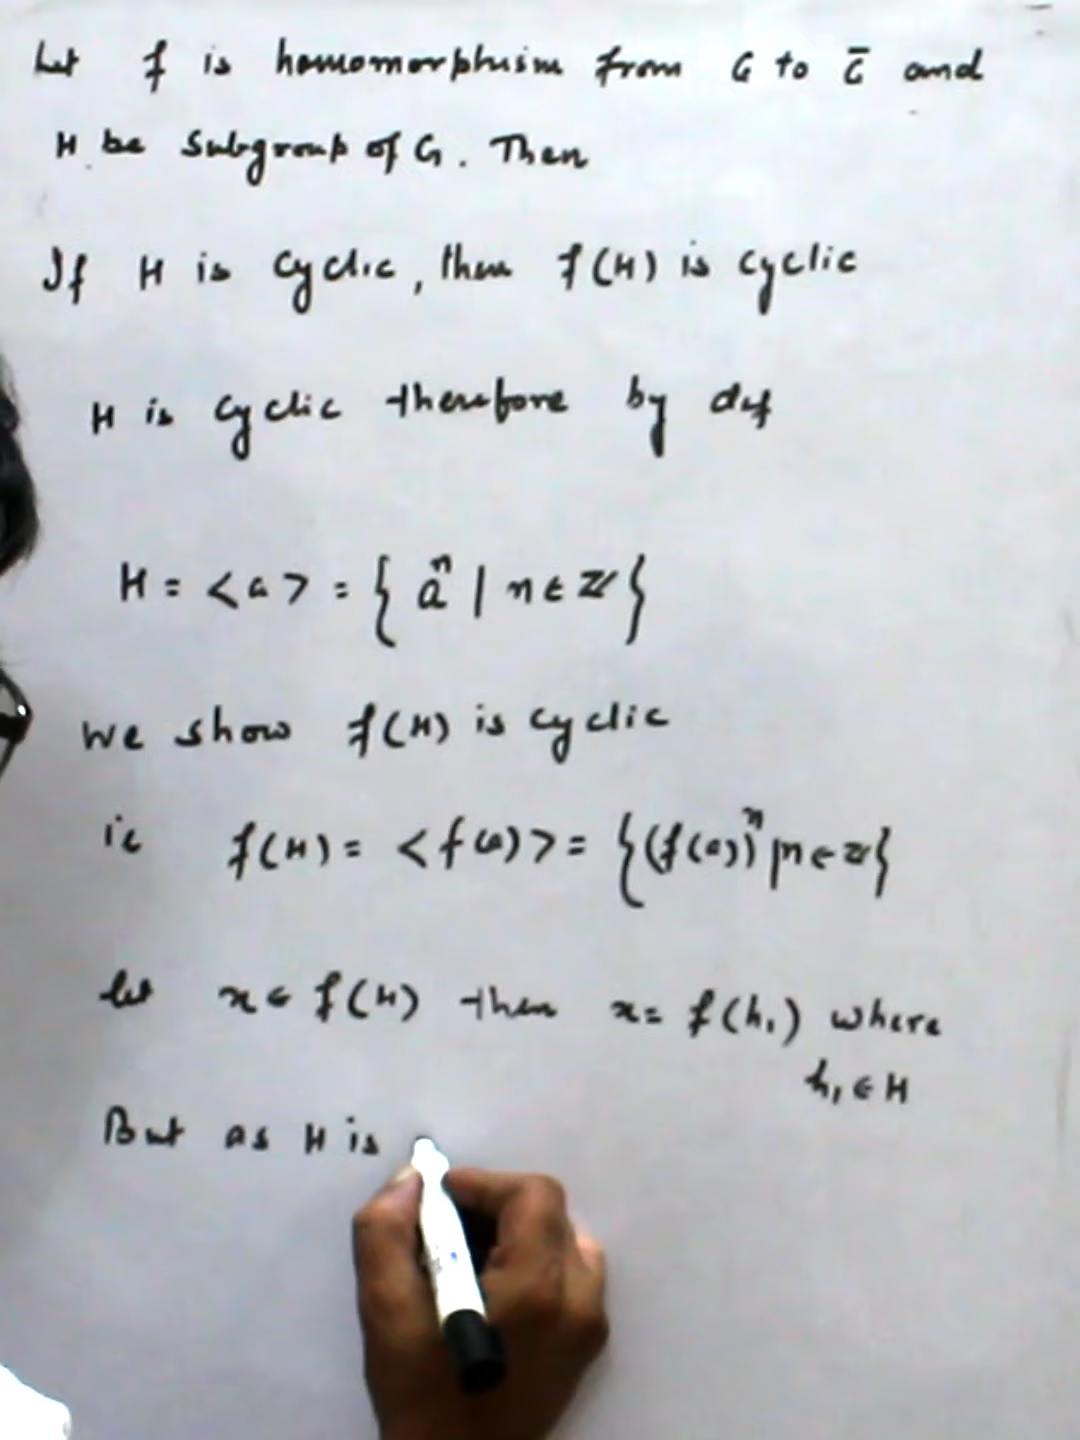 Let f is homomorphism from G to G̅ and
H be Subgroup of G. Then
If H is Cyclic, then f(H) is cyclic
H is cyclic therefore by def
H = <a> = { aⁿ | n ∈ ℤ }
We show f(H) is cyclic
ie f(H) = <f(a)> = {(f(a))ⁿ | n ∈ ℤ}
let x ∈ f(H) then x = f(h₁) where
h₁ ∈ H
But as H is